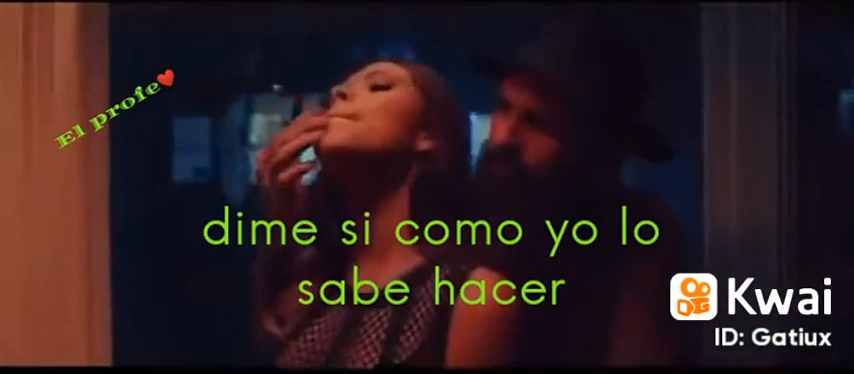 El profe❤️
dime si como yo lo
sabe hacer
Kwai
ID: Gatiux